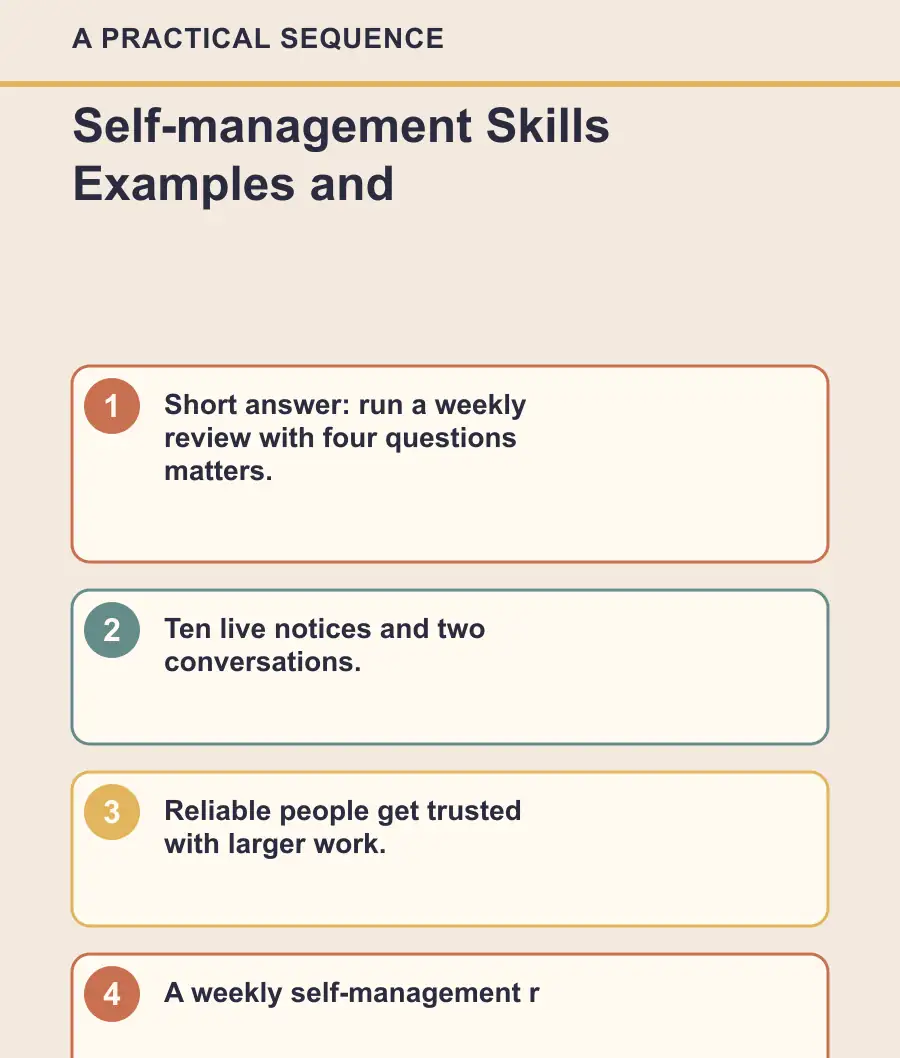 A PRACTICAL SEQUENCE
Self-management Skills
Examples and
1
Short answer: run a weekly
review with four questions
matters.
2
Ten live notices and two
conversations.
3
Reliable people get trusted
with larger work.
4
A weekly self-management r